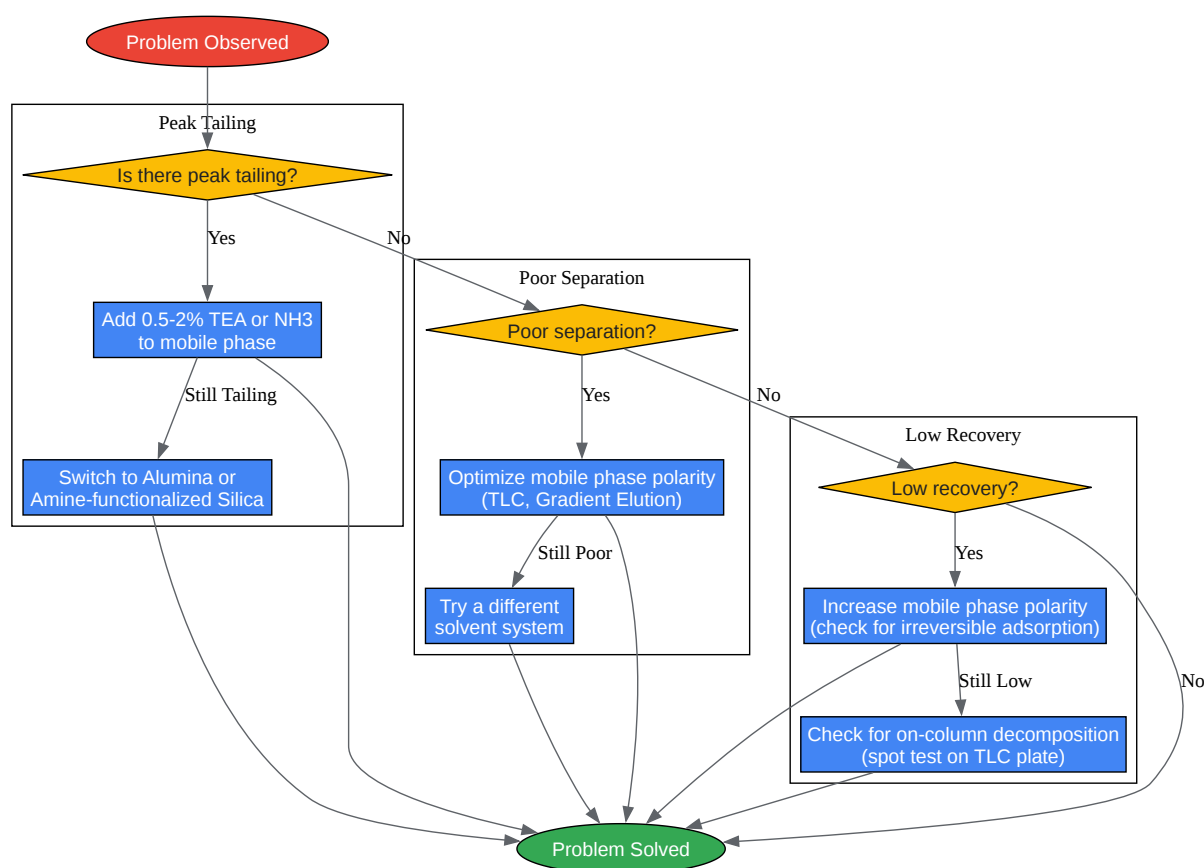 Problem Observed
Peak Tailing
Is there peak tailing?
Yes
No
Add 0.5-2% TEA or NH3
to mobile phase
Still Tailing
Switch to Alumina or
Amine-functionalized Silica
Poor Separation
Poor separation?
Yes
No
Optimize mobile phase polarity
(TLC, Gradient Elution)
Still Poor
Try a different
solvent system
Low Recovery
Low recovery?
Yes
No
Increase mobile phase polarity
(check for irreversible adsorption)
Still Low
Check for on-column decomposition
(spot test on TLC plate)
Problem Solved